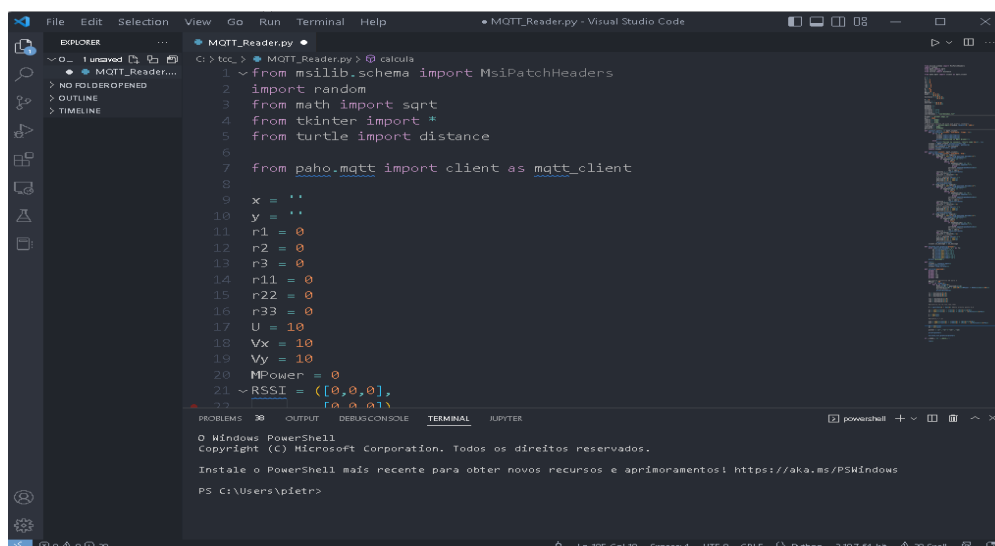 File Edit Selection View Go Run Terminal Help
● MQTT_Reader.py - Visual Studio Code
EXPLORER ...
1 unsaved
● MQTT_Reader....
> NO FOLDER OPENED
> OUTLINE
> TIMELINE
MQTT_Reader.py ●
C: > tcc_ > MQTT_Reader.py > calcula
1 from msilib.schema import MsiPatchHeaders
2 import random
3 from math import sqrt
4 from tkinter import *
5 from turtle import distance
6
7 from paho.mqtt import client as mqtt_client
8
9 x = ''
10 y = ''
11 r1 = 0
12 r2 = 0
13 r3 = 0
14 r11 = 0
15 r22 = 0
16 r33 = 0
17 U = 10
18 Vx = 10
19 Vy = 10
20 MPower = 0
21 RSSI = ([0,0,0],
22 [0,0,0])
PROBLEMS 38 OUTPUT DEBUG CONSOLE TERMINAL JUPYTER
powershell
O Windows PowerShell
Copyright (C) Microsoft Corporation. Todos os direitos reservados.
Instale o PowerShell mais recente para obter novos recursos e aprimoramentos! https://aka.ms/PSWindows
PS C:\Users\pietr>